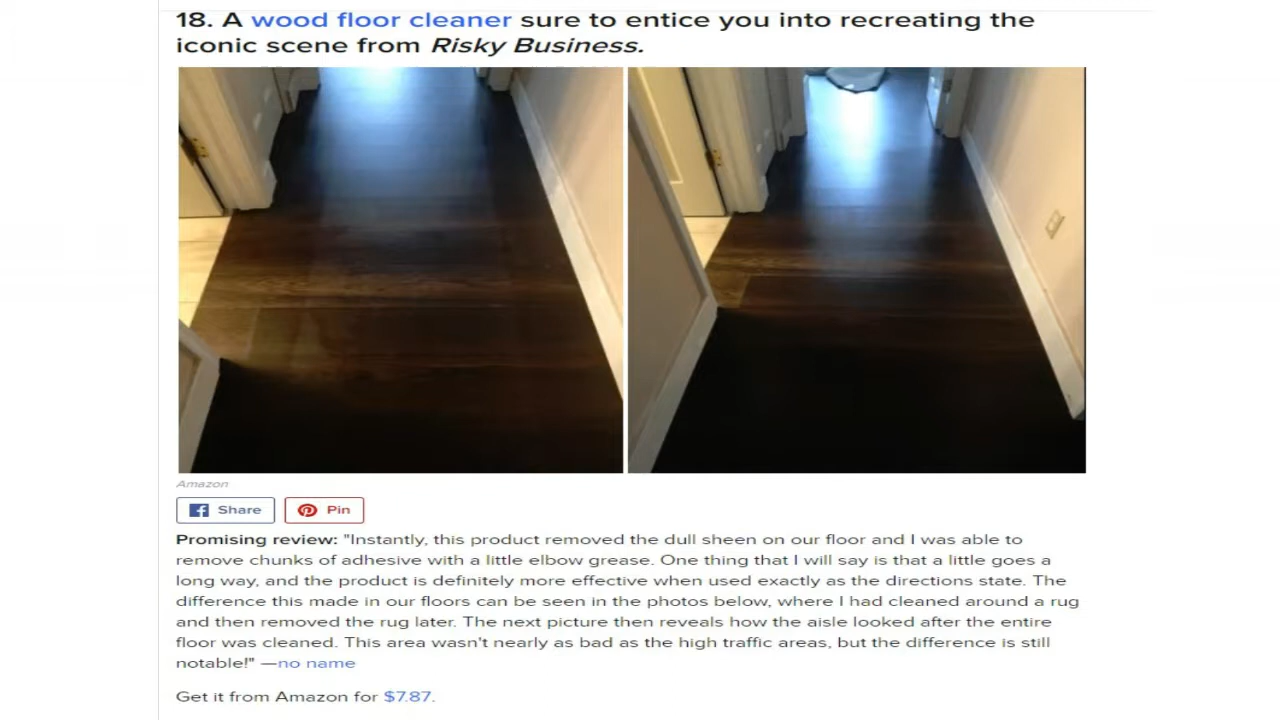 18. A wood floor cleaner sure to entice you into recreating the
iconic scene from Risky Business.
Amazon
Share
Pin
Promising review: "Instantly, this product removed the dull sheen on our floor and I was able to
remove chunks of adhesive with a little elbow grease. One thing that I will say is that a little goes a
long way, and the product is definitely more effective when used exactly as the directions state. The
difference this made in our floors can be seen in the photos below, where I had cleaned around a rug
and then removed the rug later. The next picture then reveals how the aisle looked after the entire
floor was cleaned. This area wasn't nearly as bad as the high traffic areas, but the difference is still
notable!" —no name
Get it from Amazon for $7.87.